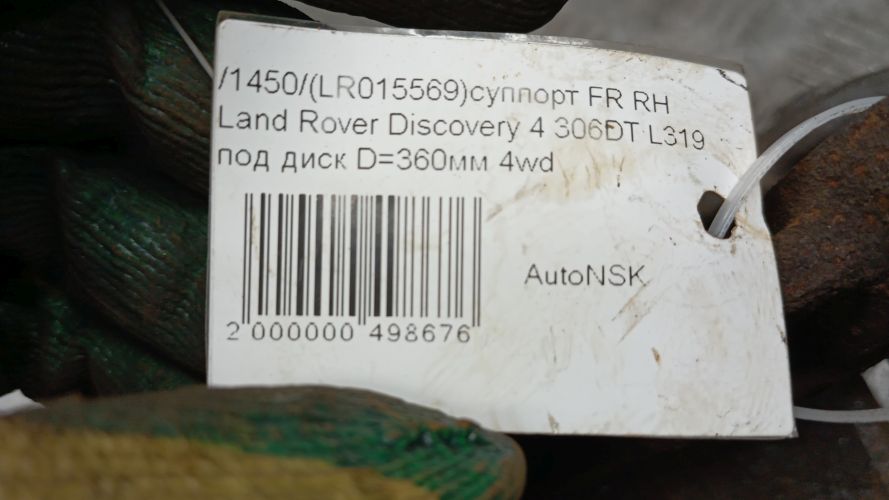 /1450/(LR015569)суппорт FR RH
Land Rover Discovery 4 306DT L319
под диск D=360мм 4wd
AutoNSK
2 000000 498676